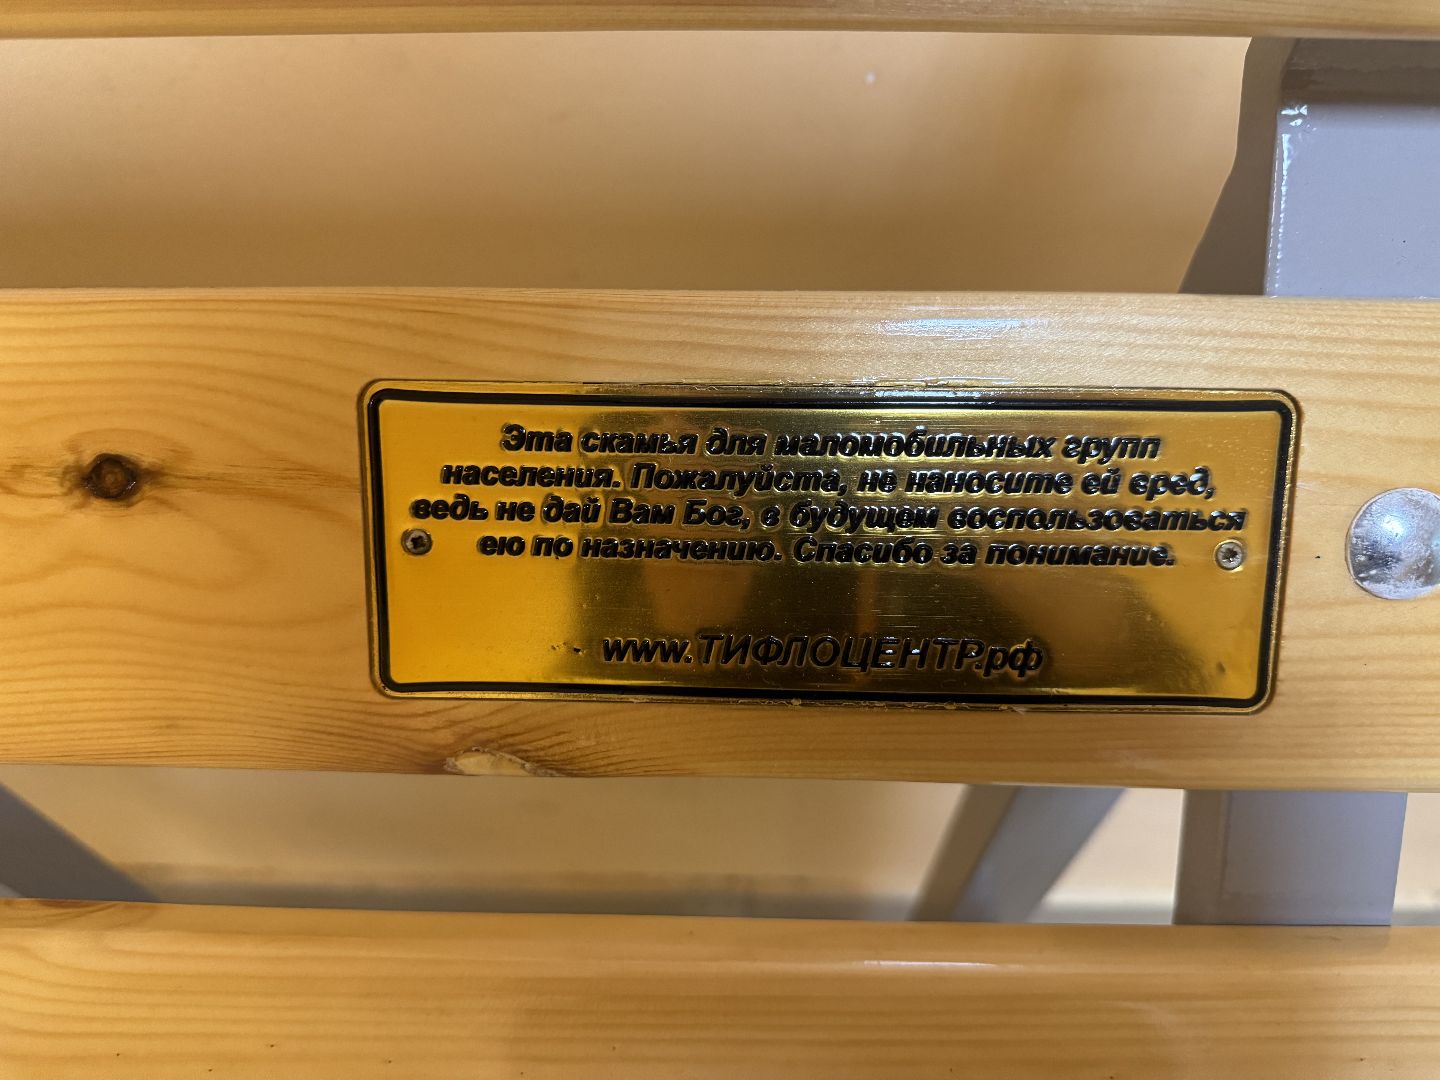 Эта скамья для маломобильных групп
населения. Пожалуйста, не наносите ей вред,
ведь не дай Вам Бог, в будущем воспользоваться
ею по назначению. Спасибо за понимание.
www.ТИФЛОЦЕНТР.рф